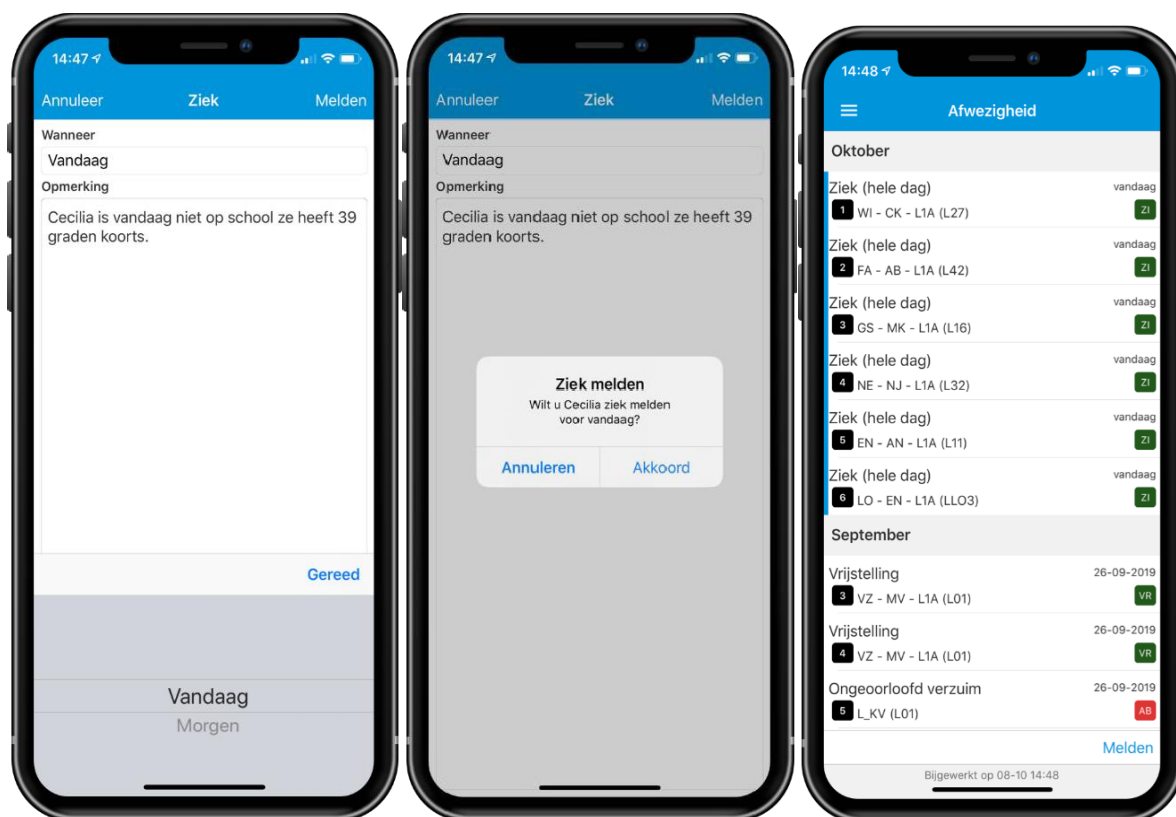 14:47
Annuleer Ziek Melden
Wanneer
Vandaag
Opmerking
Cecilia is vandaag niet op school ze heeft 39
graden koorts.
Gereed
Vandaag
Morgen
14:47
Annuleer Ziek Melden
Wanneer
Vandaag
Opmerking
Cecilia is vandaag niet op school ze heeft 39
graden koorts.
Ziek melden
Wilt u Cecilia ziek melden
voor vandaag?
Annuleren Akkoord
14:48
Afwezigheid
Oktober
Ziek (hele dag) vandaag
1 WI - CK - L1A (L27) ZI
Ziek (hele dag) vandaag
2 FA - AB - L1A (L42) ZI
Ziek (hele dag) vandaag
3 GS - MK - L1A (L16) ZI
Ziek (hele dag) vandaag
4 NE - NJ - L1A (L32) ZI
Ziek (hele dag) vandaag
5 EN - AN - L1A (L11) ZI
Ziek (hele dag) vandaag
6 LO - EN - L1A (LLO3) ZI
September
Vrijstelling 26-09-2019
3 VZ - MV - L1A (L01) VR
Vrijstelling 26-09-2019
4 VZ - MV - L1A (L01) VR
Ongeoorloofd verzuim 26-09-2019
5 L_KV (L01) AB
Melden
Bijgewerkt op 08-10 14:48